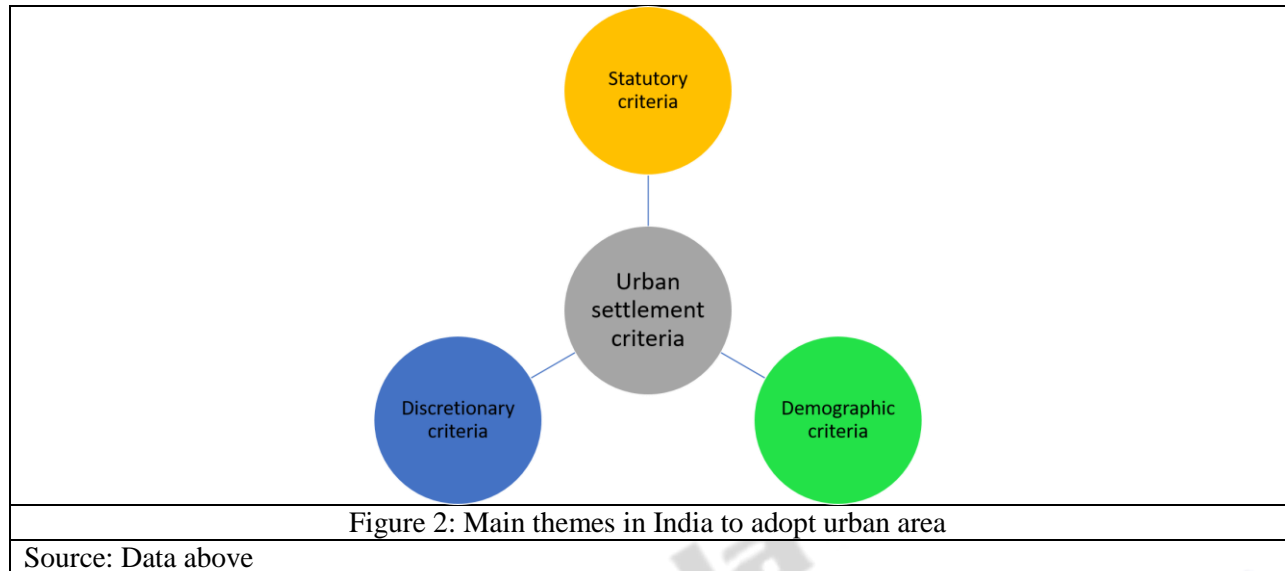 Statutory
criteria
Urban
settlement
criteria
Discretionary
criteria
Demographic
criteria
Figure 2: Main themes in India to adopt urban area
Source: Data above